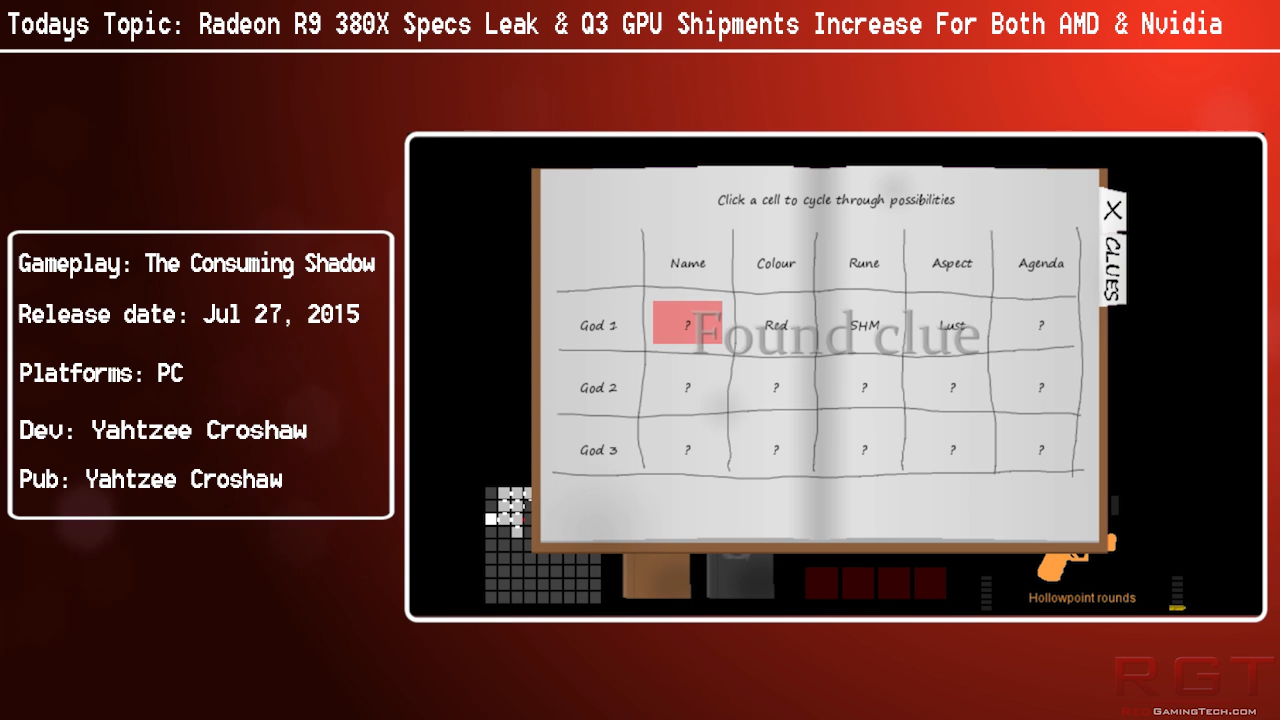 Todays Topic: Radeon R9 380X Specs Leak & Q3 GPU Shipments Increase For Both AMD & Nvidia
Gameplay: The Consuming Shadow
Release date: Jul 27, 2015
Platforms: PC
Dev: Yahtzee Croshaw
Pub: Yahtzee Croshaw
Click a cell to cycle through possibilities
X
CLUES
Name Colour Rune Aspect Agenda
God 1 ? Red SHM Lust ?
Found clue
God 2 ? ? ? ? ?
God 3 ? ? ? ? ?
Hollowpoint rounds
RGT
REDGAMINGTECH.COM